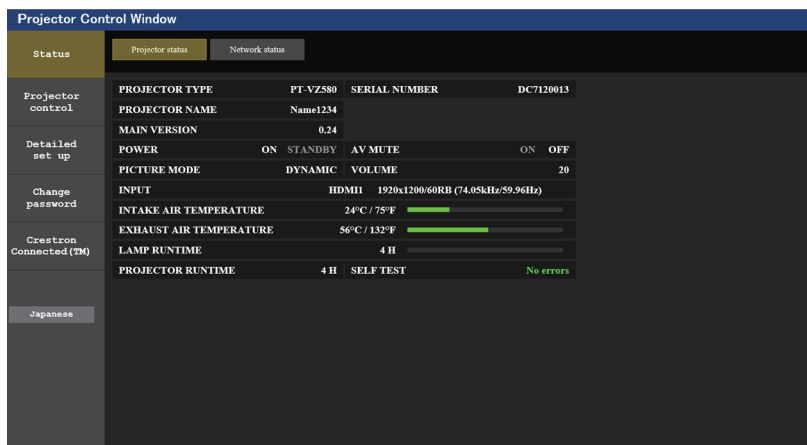 Projector Control Window
Status
Projector control
Detailed set up
Change password
Crestron Connected(TM)
Japanese
Projector status Network status
PROJECTOR TYPE PT-VZ580 SERIAL NUMBER DC7120013
PROJECTOR NAME Name1234
MAIN VERSION 0.24
POWER ON STANDBY AV MUTE ON OFF
PICTURE MODE DYNAMIC VOLUME 20
INPUT HDMI1 1920x1200/60RB (74.05kHz/59.96Hz)
INTAKE AIR TEMPERATURE 24°C / 75°F
EXHAUST AIR TEMPERATURE 56°C / 132°F
LAMP RUNTIME 4 H
PROJECTOR RUNTIME 4 H SELF TEST No errors